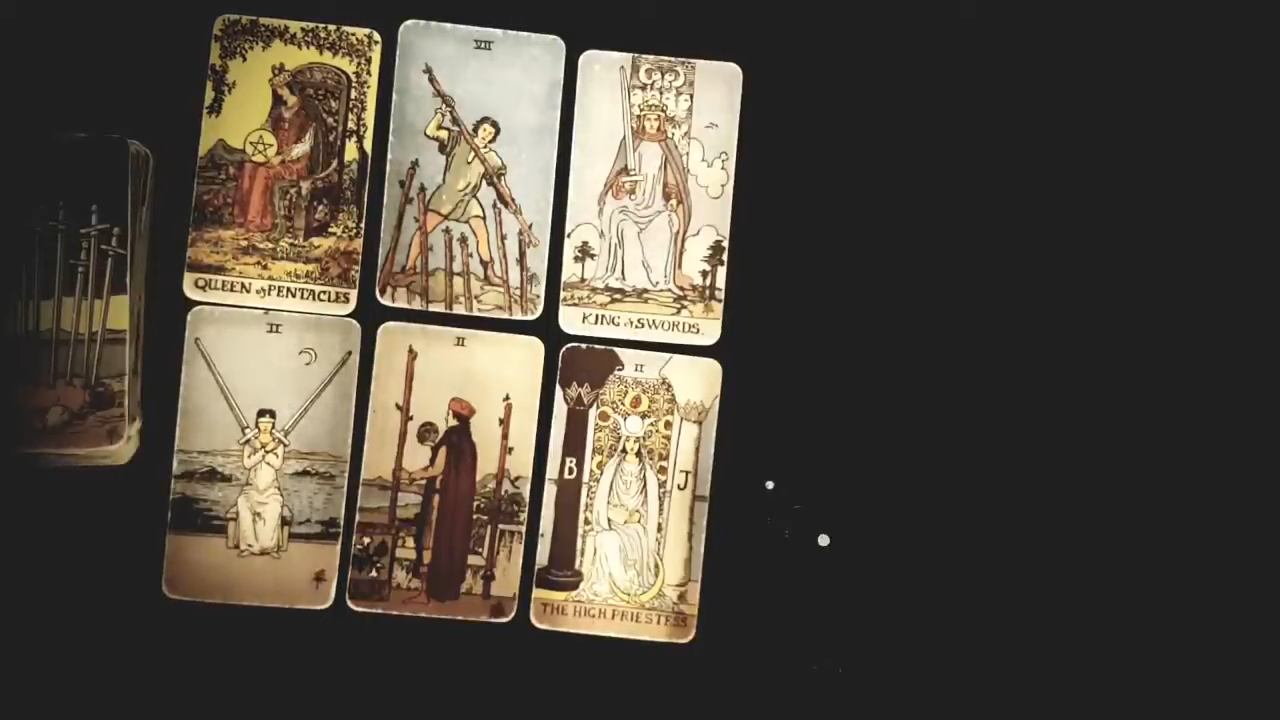 QUEEN of PENTACLES
VII
KING of SWORDS.
II
II
II
B
J
THE HIGH PRIESTESS